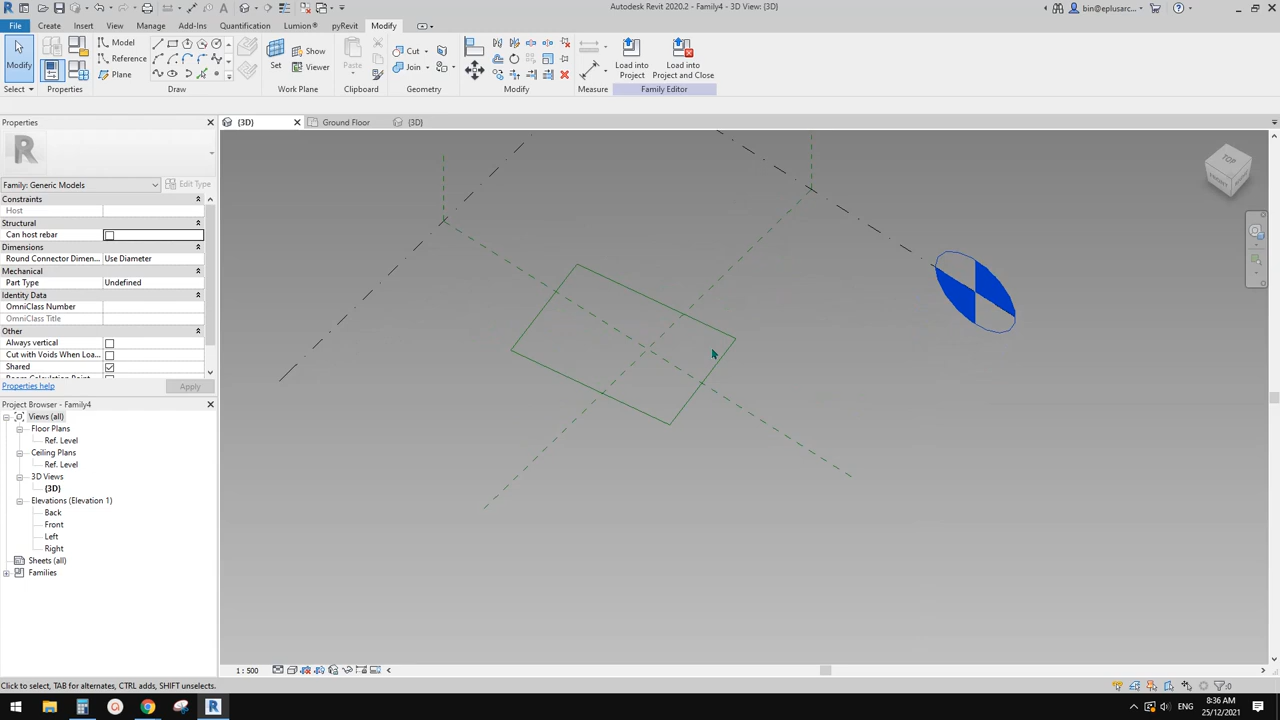 Autodesk Revit 2020.2 - Family4 - 3D View: {3D}
bin@eplusarc...
File
Create
Insert
View
Manage
Add-Ins
Quantification
Lumion®
pyRevit
Modify
Modify
Model
Reference
Plane
Set
Show
Viewer
Paste
Cut
Join
Load into
Project
Load into
Project and Close
Select
Properties
Draw
Work Plane
Clipboard
Geometry
Modify
Measure
Family Editor
Properties
{3D}
Ground Floor
{3D}
Family: Generic Models
Edit Type
Constraints
Host
Structural
Can host rebar
Dimensions
Round Connector Dimen...
Use Diameter
Mechanical
Part Type
Undefined
Identity Data
OmniClass Number
OmniClass Title
Other
Always vertical
Cut with Voids When Loa...
Shared
Properties help
Apply
Project Browser - Family4
Views (all)
Floor Plans
Ref. Level
Ceiling Plans
Ref. Level
3D Views
{3D}
Elevations (Elevation 1)
Back
Front
Left
Right
Sheets (all)
Families
TOP
1 : 500
Click to select, TAB for alternates, CTRL adds, SHIFT unselects.
:0
ENG
8:36 AM
25/12/2021